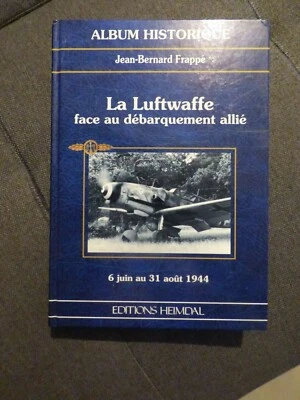 ALBUM HISTORIQUE
Jean-Bernard Frappé
La Luftwaffe
face au débarquement allié
6 juin au 31 août 1944
EDITIONS HEIMDAL